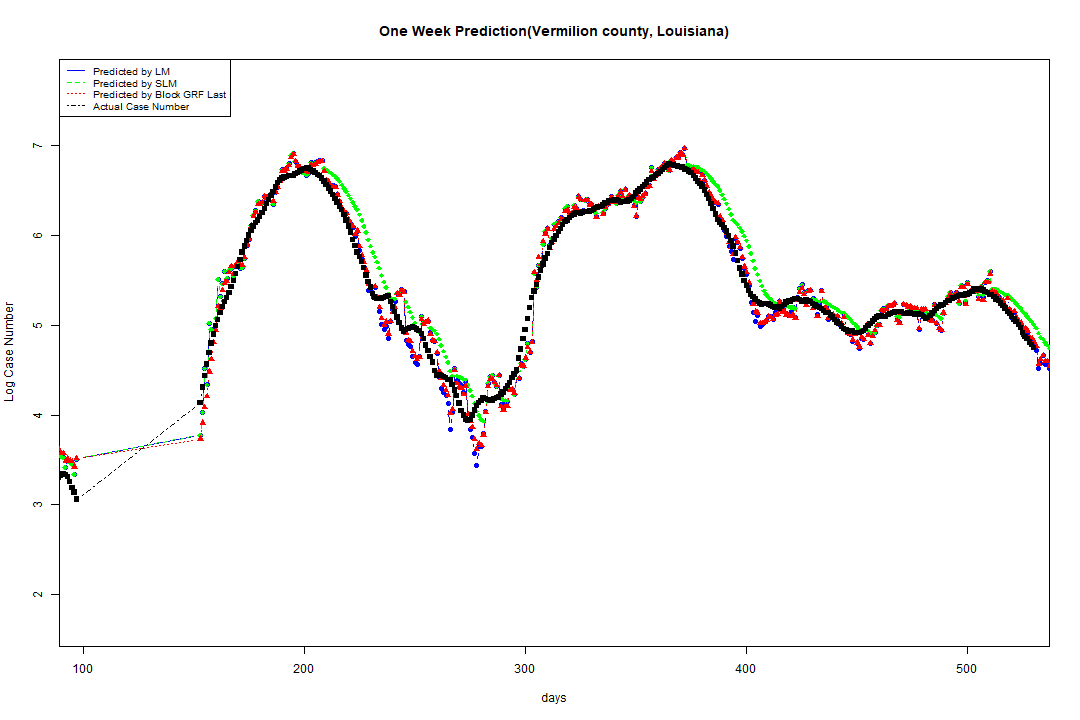 One Week Prediction(Vermilion county, Louisiana)
Predicted by LM
Predicted by SLM
Predicted by Block GRF Last
Actual Case Number
7
6
5
4
3
2
Log Case Number
100 200 300 400 500
days